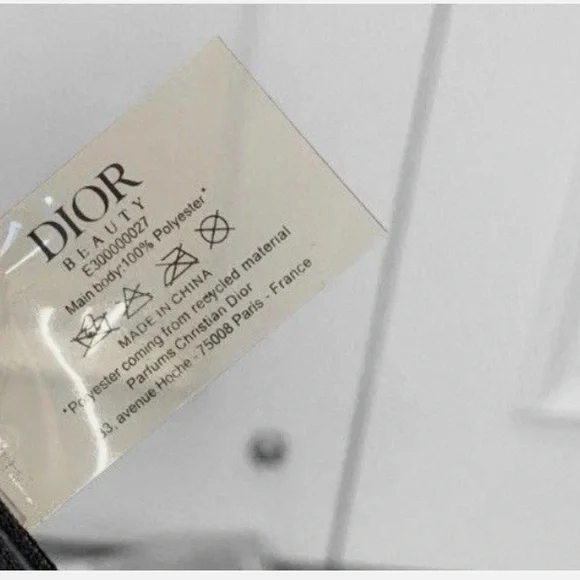 DIOR
BEAUTY
E300000027
Main body:100% Polyester*
MADE IN CHINA
*Polyester coming from recycled material
Parfums Christian Dior
33, avenue Hoche - 75008 Paris - France